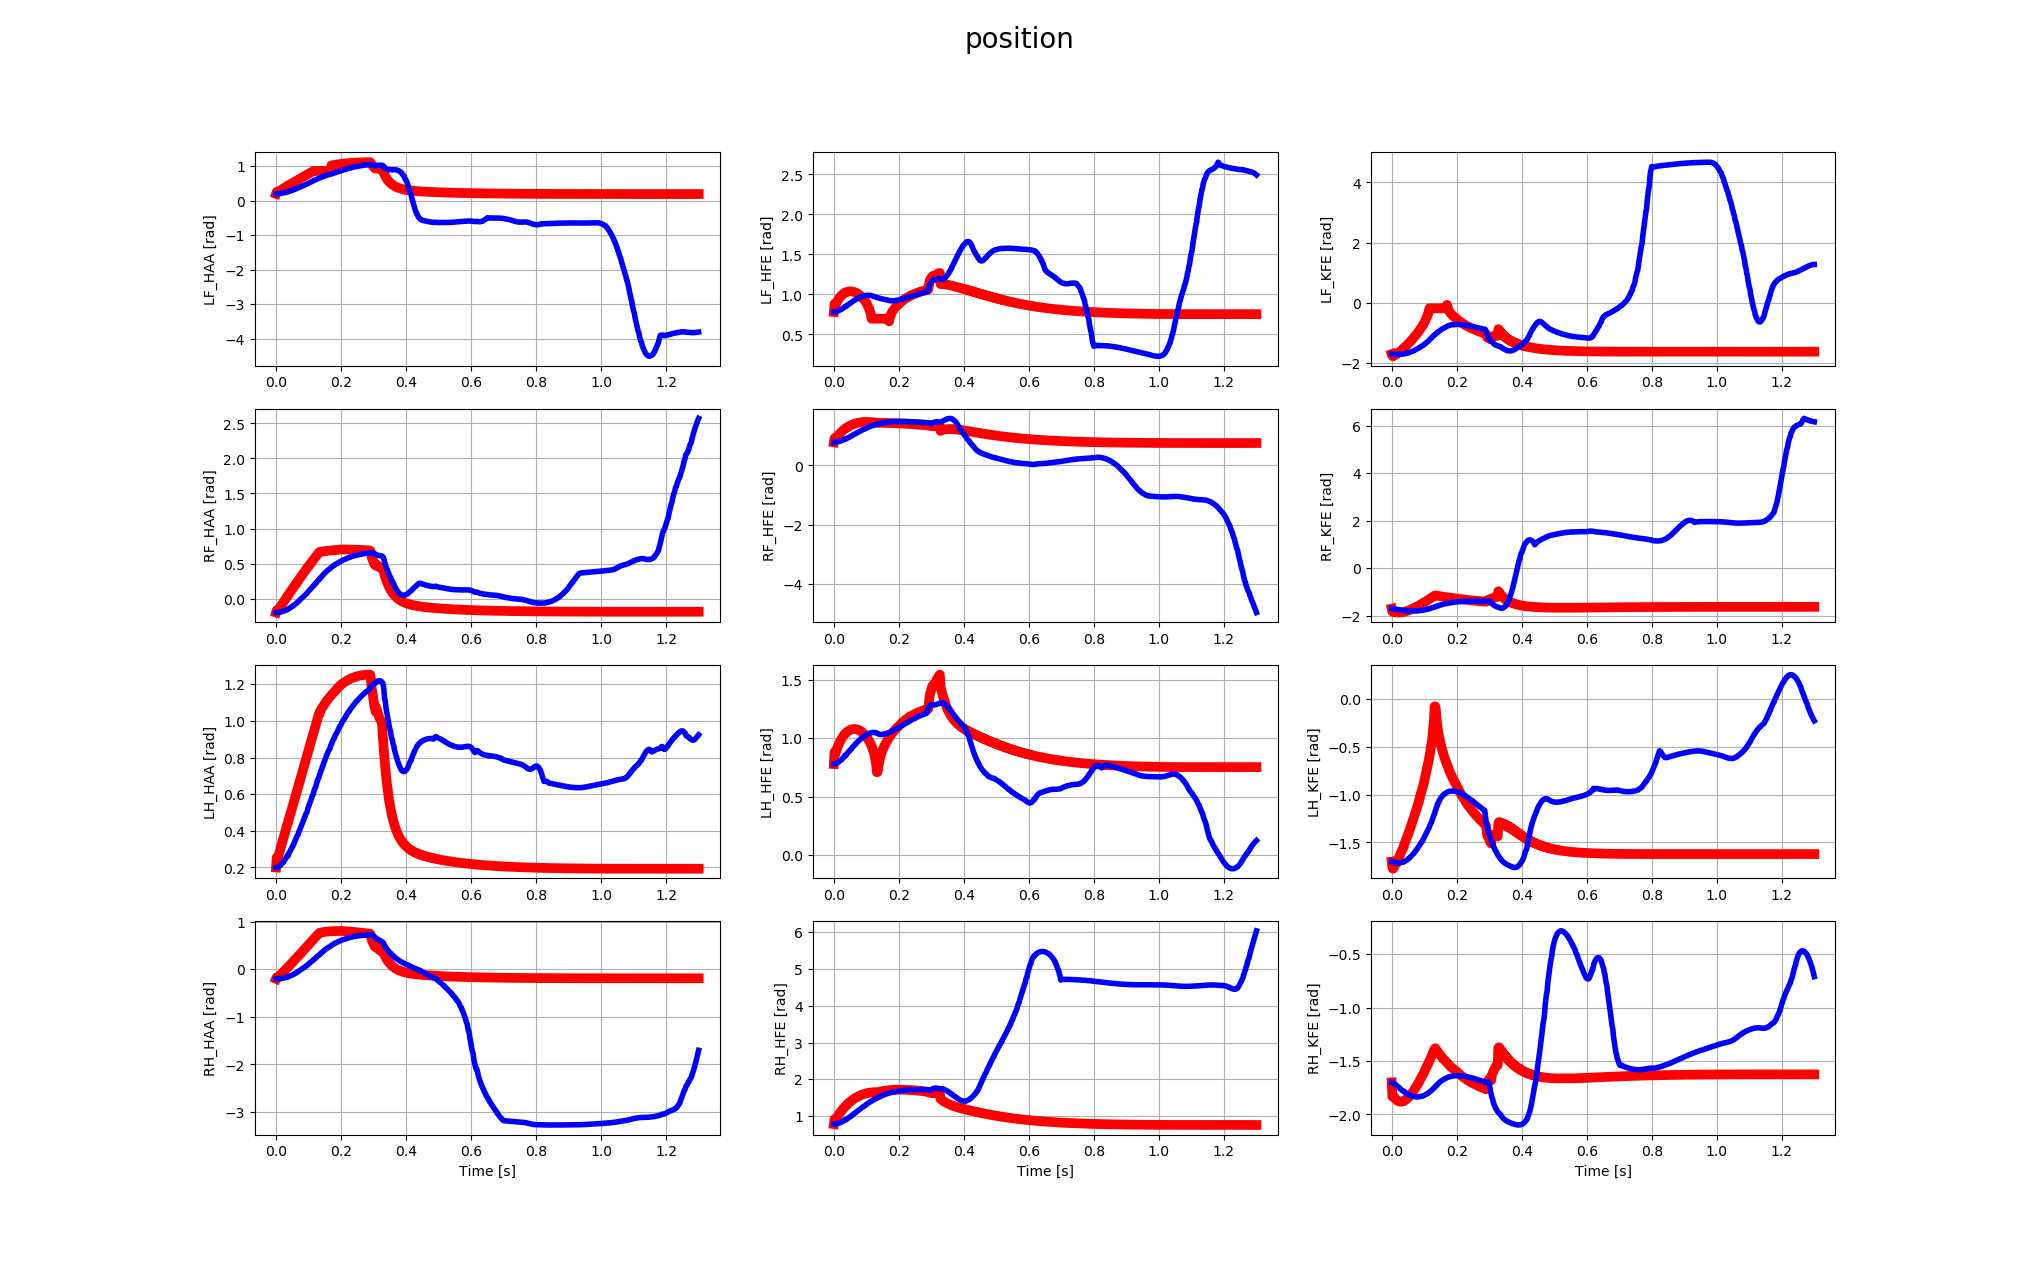 position
LF_HAA [rad]
1
0
−1
−2
−3
−4
0.0 0.2 0.4 0.6 0.8 1.0 1.2
LF_HFE [rad]
2.5
2.0
1.5
1.0
0.5
0.0 0.2 0.4 0.6 0.8 1.0 1.2
LF_KFE [rad]
4
2
0
−2
0.0 0.2 0.4 0.6 0.8 1.0 1.2
RF_HAA [rad]
2.5
2.0
1.5
1.0
0.5
0.0
0.0 0.2 0.4 0.6 0.8 1.0 1.2
RF_HFE [rad]
0
−2
−4
0.0 0.2 0.4 0.6 0.8 1.0 1.2
RF_KFE [rad]
6
4
2
0
−2
0.0 0.2 0.4 0.6 0.8 1.0 1.2
LH_HAA [rad]
1.2
1.0
0.8
0.6
0.4
0.2
0.0 0.2 0.4 0.6 0.8 1.0 1.2
LH_HFE [rad]
1.5
1.0
0.5
0.0
0.0 0.2 0.4 0.6 0.8 1.0 1.2
LH_KFE [rad]
0.0
−0.5
−1.0
−1.5
0.0 0.2 0.4 0.6 0.8 1.0 1.2
RH_HAA [rad]
1
0
−1
−2
−3
0.0 0.2 0.4 0.6 0.8 1.0 1.2
Time [s]
RH_HFE [rad]
6
5
4
3
2
1
0.0 0.2 0.4 0.6 0.8 1.0 1.2
Time [s]
RH_KFE [rad]
−0.5
−1.0
−1.5
−2.0
0.0 0.2 0.4 0.6 0.8 1.0 1.2
Time [s]